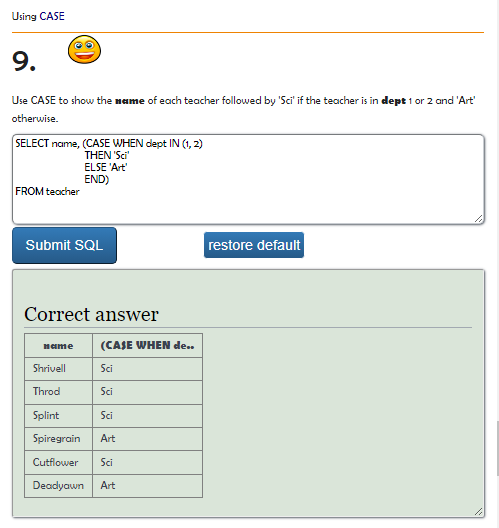 Using CASE
9.
Use CASE to show the name of each teacher followed by 'Sci' if the teacher is in dept 1 or 2 and 'Art'
otherwise.
SELECT name, (CASE WHEN dept IN (1, 2)
THEN 'Sci'
ELSE 'Art'
END)
FROM teacher
Submit SQL restore default
Correct answer
name (CASE WHEN de..
Shrivell Sci
Throd Sci
Splint Sci
Spiregrain Art
Cutflower Sci
Deadyawn Art